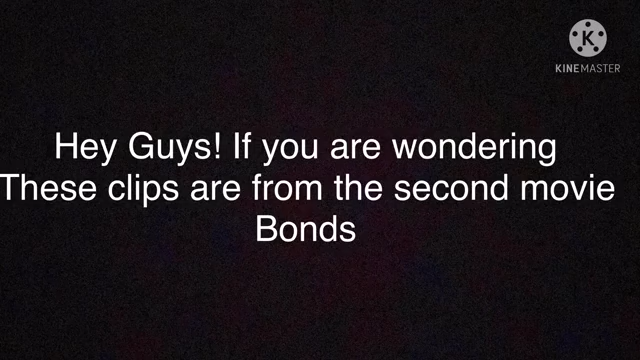 KINEMASTER
Hey Guys! If you are wondering
These clips are from the second movie
Bonds